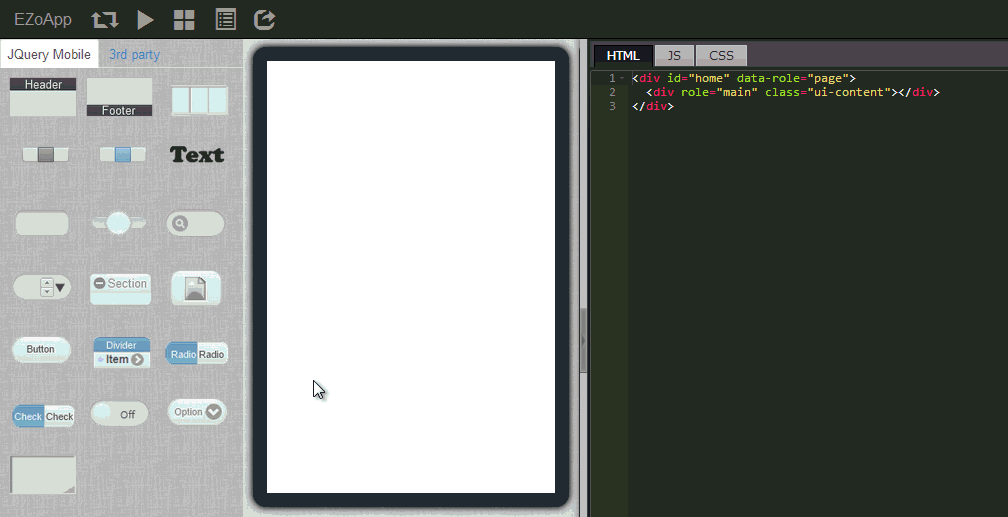 EZoApp
JQuery Mobile
3rd party
Header
Footer
Text
Section
Button
Divider
Item
Radio Radio
Check Check
Off
Option
HTML JS CSS
1 <div id="home" data-role="page">
2 <div role="main" class="ui-content"></div>
3 </div>